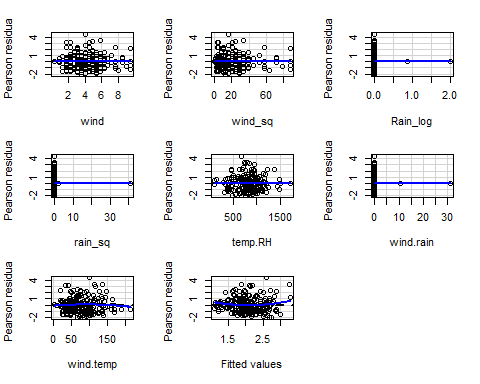 Pearson residua
4
1
-2
2 4 6 8
wind
Pearson residua
4
1
-2
0 20 60
wind_sq
Pearson residua
4
1
-2
0.0 1.0 2.0
Rain_log
Pearson residua
4
1
-2
0 10 30
rain_sq
Pearson residua
4
1
-2
500 1500
temp.RH
Pearson residua
4
1
-2
0 10 20 30
wind.rain
Pearson residua
4
1
-2
0 50 150
wind.temp
Pearson residua
4
1
-2
1.5 2.5
Fitted values